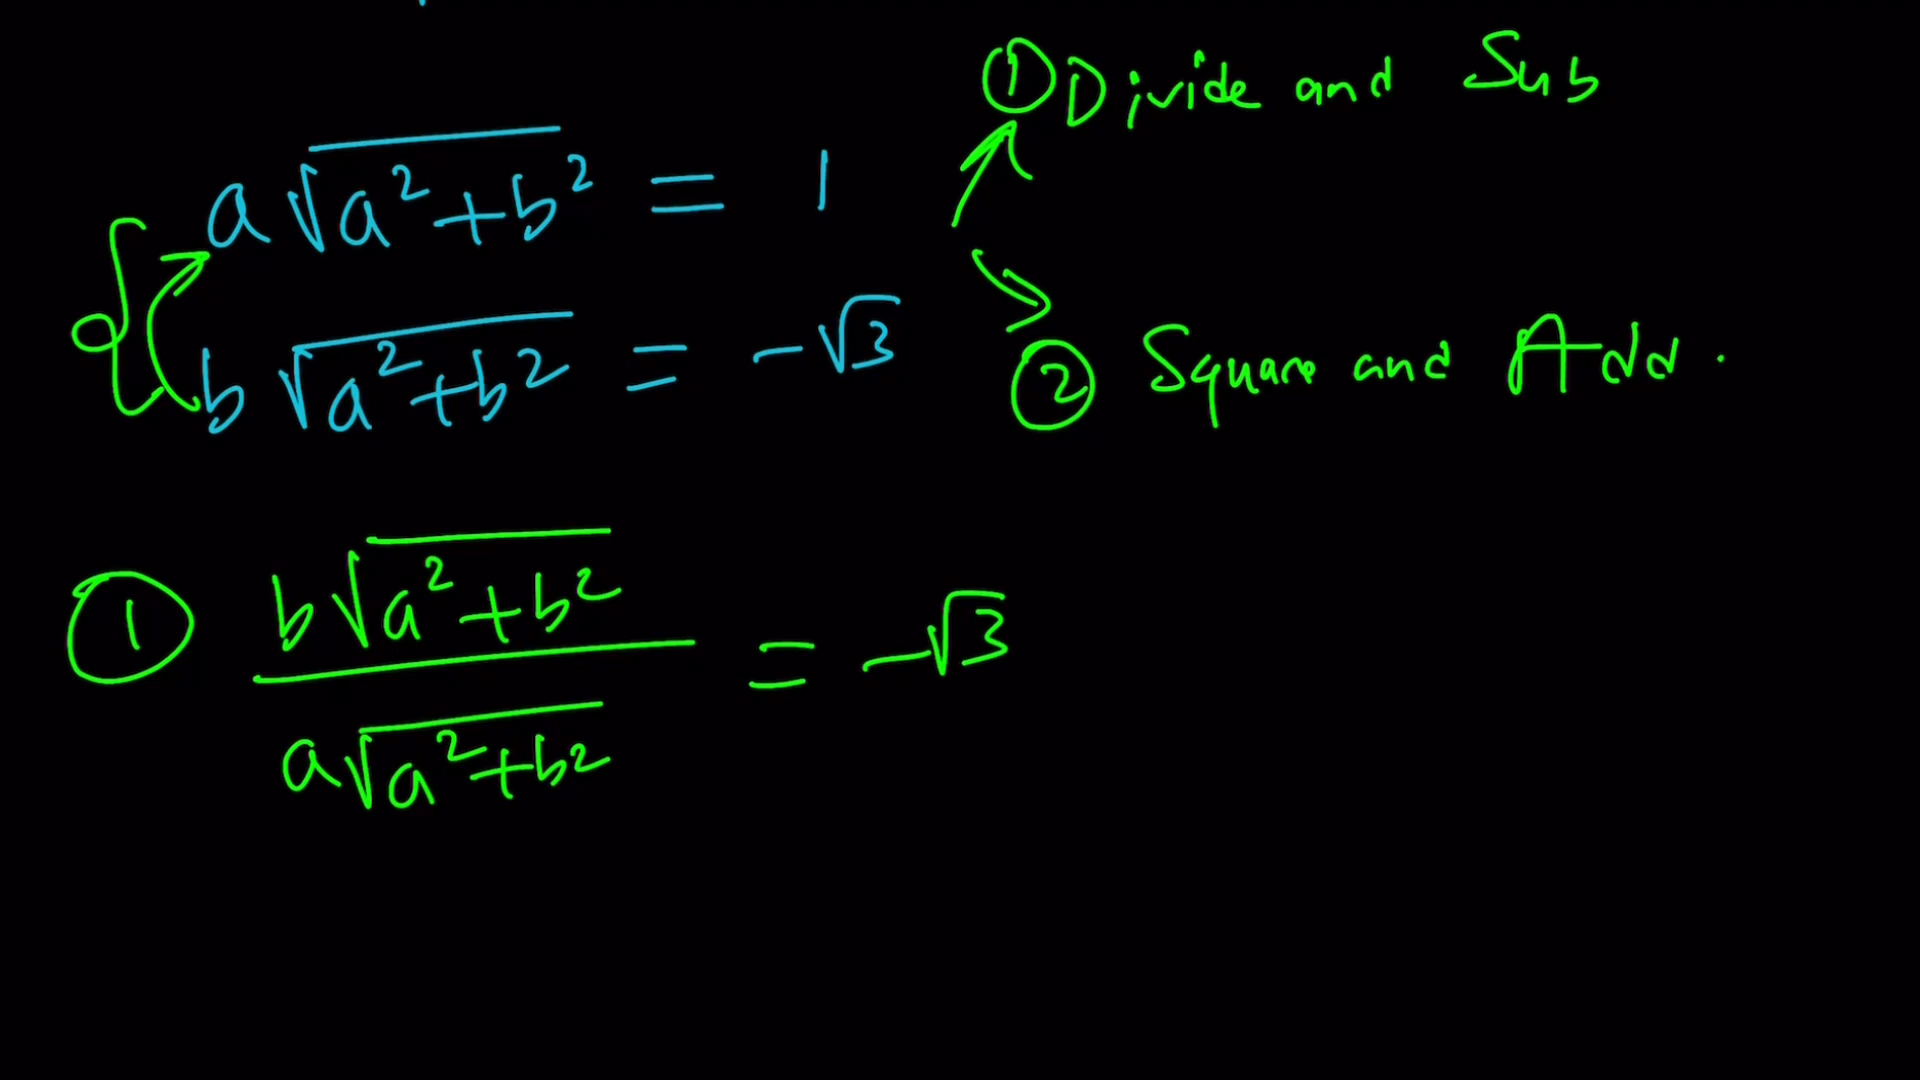 ① Divide and Sub
a√(a²+b²) = 1
b√(a²+b²) = -√3
② Square and Add.
① b√(a²+b²) / a√(a²+b²) = -√3